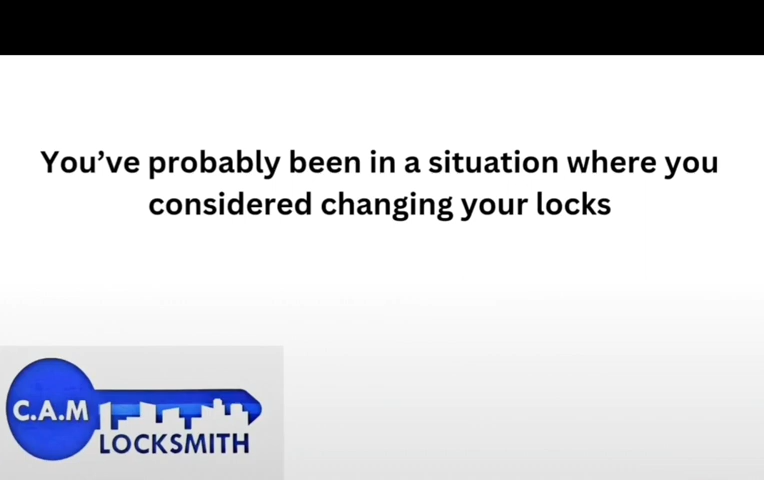 You’ve probably been in a situation where you
considered changing your locks
C.A.M
LOCKSMITH